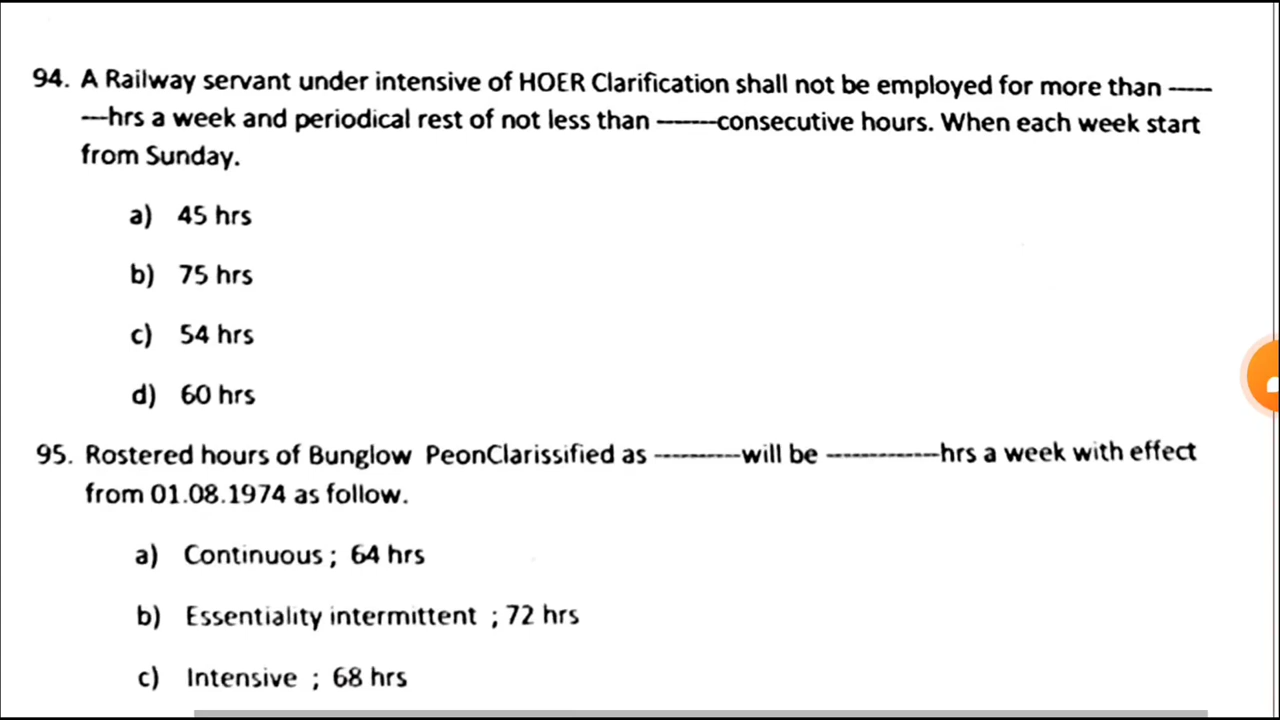 94. A Railway servant under intensive of HOER Clarification shall not be employed for more than -----
---hrs a week and periodical rest of not less than -------consecutive hours. When each week start
from Sunday.
a) 45 hrs
b) 75 hrs
c) 54 hrs
d) 60 hrs
95. Rostered hours of Bunglow PeonClarissified as ----------will be -------------hrs a week with effect
from 01.08.1974 as follow.
a) Continuous ; 64 hrs
b) Essentiality intermittent ; 72 hrs
c) Intensive ; 68 hrs